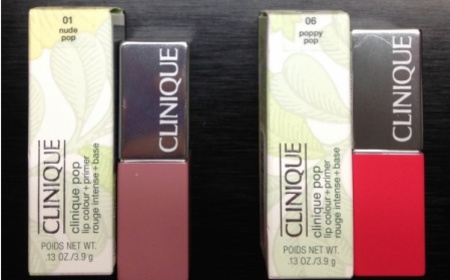 01
nude
pop
CLINIQUE
clinique pop
lip colour+primer
rouge intense+base
POIDS NET WT.
.13 OZ./3.9 g
CLINIQUE
06
poppy
pop
CLINIQUE
clinique pop
lip colour+primer
rouge intense+base
POIDS NET WT.
.13 OZ./3.9 g
CLINIQUE